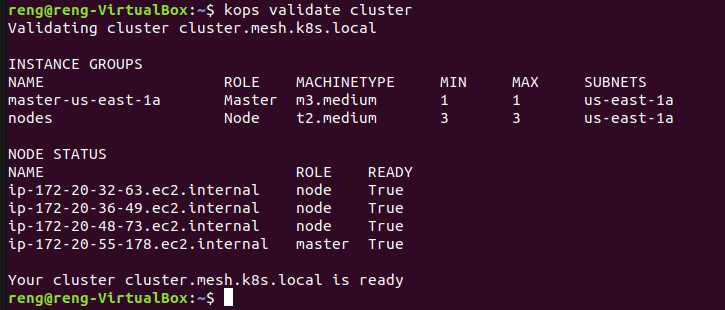 reng@reng-VirtualBox:~$ kops validate cluster
Validating cluster cluster.mesh.k8s.local
INSTANCE GROUPS
NAME ROLE MACHINETYPE MIN MAX SUBNETS
master-us-east-1a Master m3.medium 1 1 us-east-1a
nodes Node t2.medium 3 3 us-east-1a
NODE STATUS
NAME ROLE READY
ip-172-20-32-63.ec2.internal node True
ip-172-20-36-49.ec2.internal node True
ip-172-20-48-73.ec2.internal node True
ip-172-20-55-178.ec2.internal master True
Your cluster cluster.mesh.k8s.local is ready
reng@reng-VirtualBox:~$